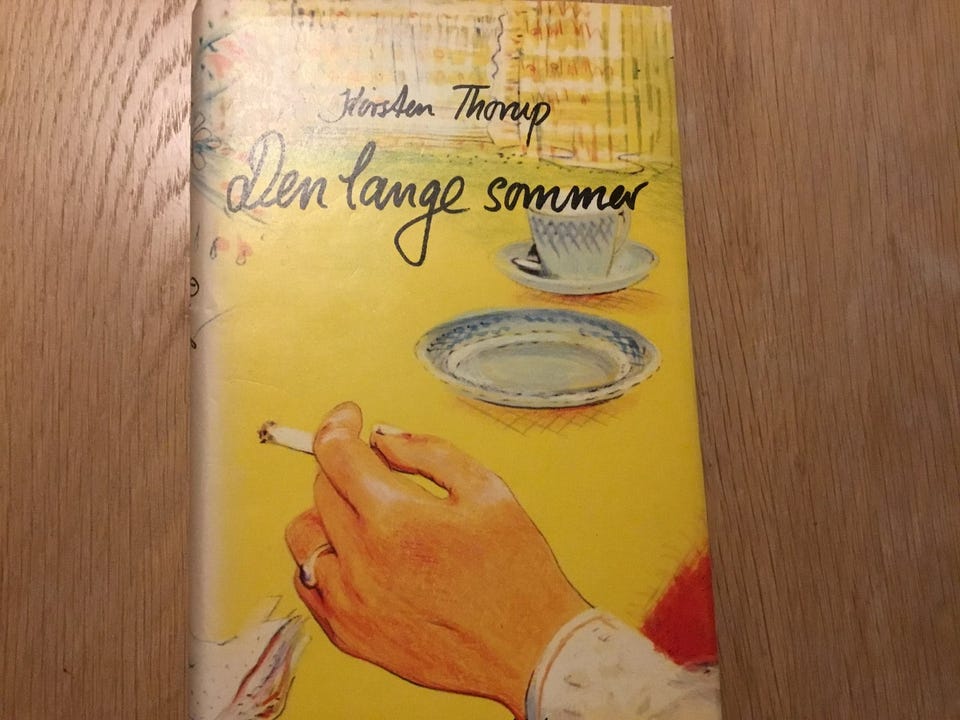 Kirsten Thorup
Den lange sommer